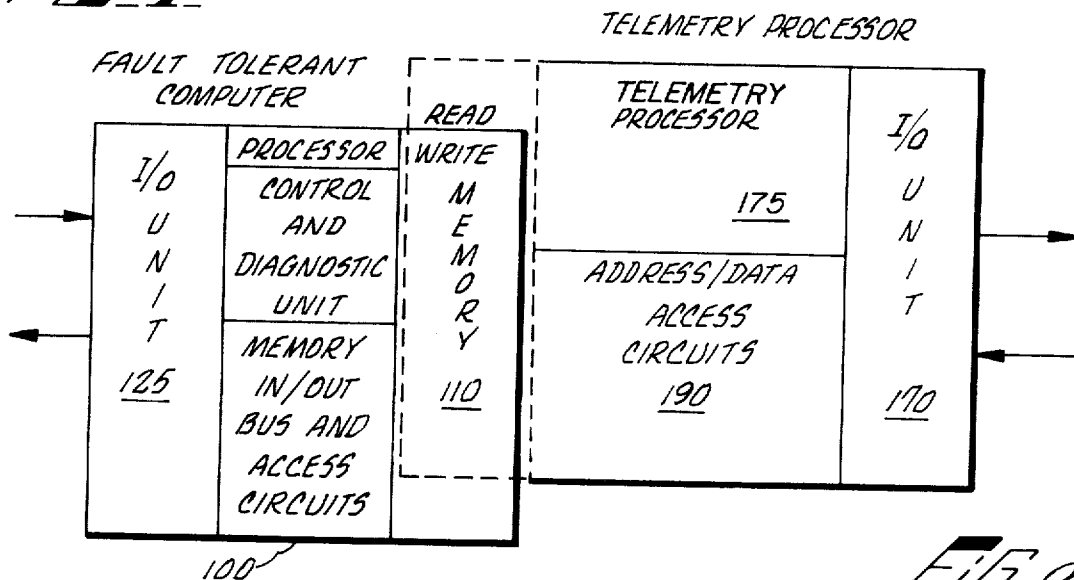 TELEMETRY PROCESSOR
FAULT TOLERANT
COMPUTER
I/O
UNIT
125
PROCESSOR
CONTROL
AND
DIAGNOSTIC
UNIT
MEMORY
IN/OUT
BUS AND
ACCESS
CIRCUITS
READ
WRITE
MEMORY
110
TELEMETRY
PROCESSOR
175
ADDRESS/DATA
ACCESS
CIRCUITS
190
I/O
UNIT
170
100